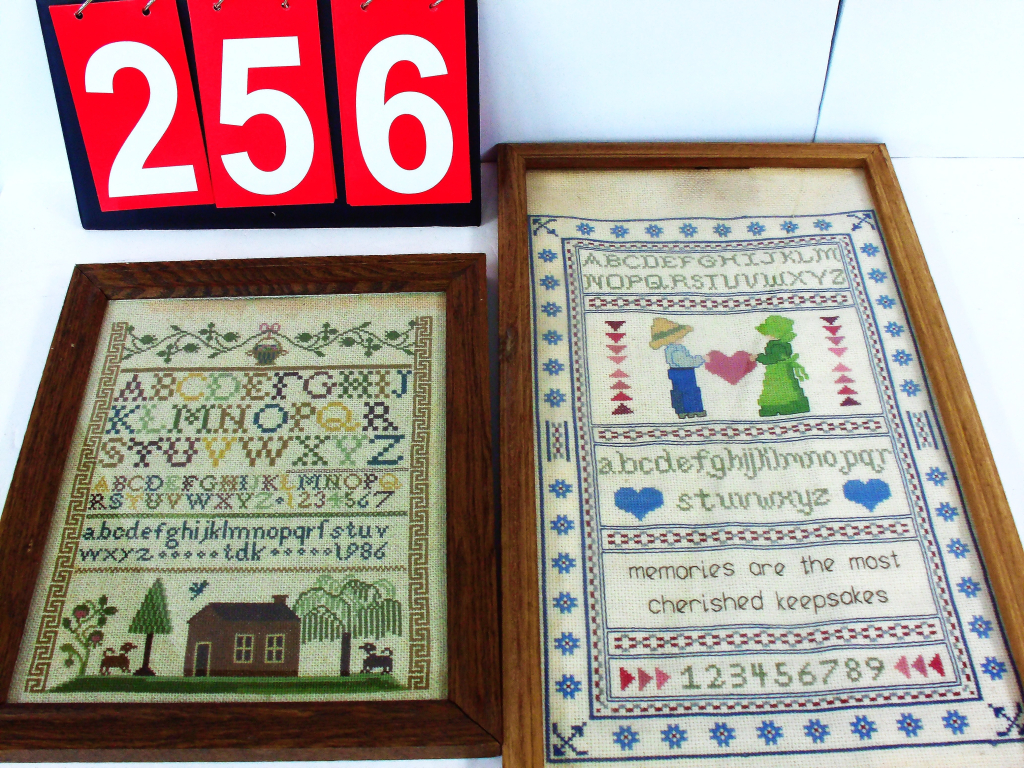 256
ABCDEFGHIJ
KLMNOPQR
STUVWXYZ
ABCDEFGHIJKLMNOPQ
RSTUVWXYZ 1234567
abcdefghijklmnopqrſstuv
wxyz tdk 1986
ABCDEFGHIJKLM
NOPQRSTUVWXYZ
abcdefghijklmnopqr
stuvwxyz
memories are the most
cherished keepsakes
123456789